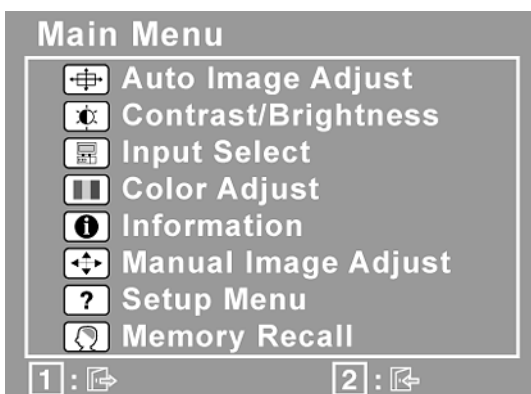 Main Menu
Auto Image Adjust
Contrast/Brightness
Input Select
Color Adjust
i Information
Manual Image Adjust
? Setup Menu
Memory Recall
1 : 2 :